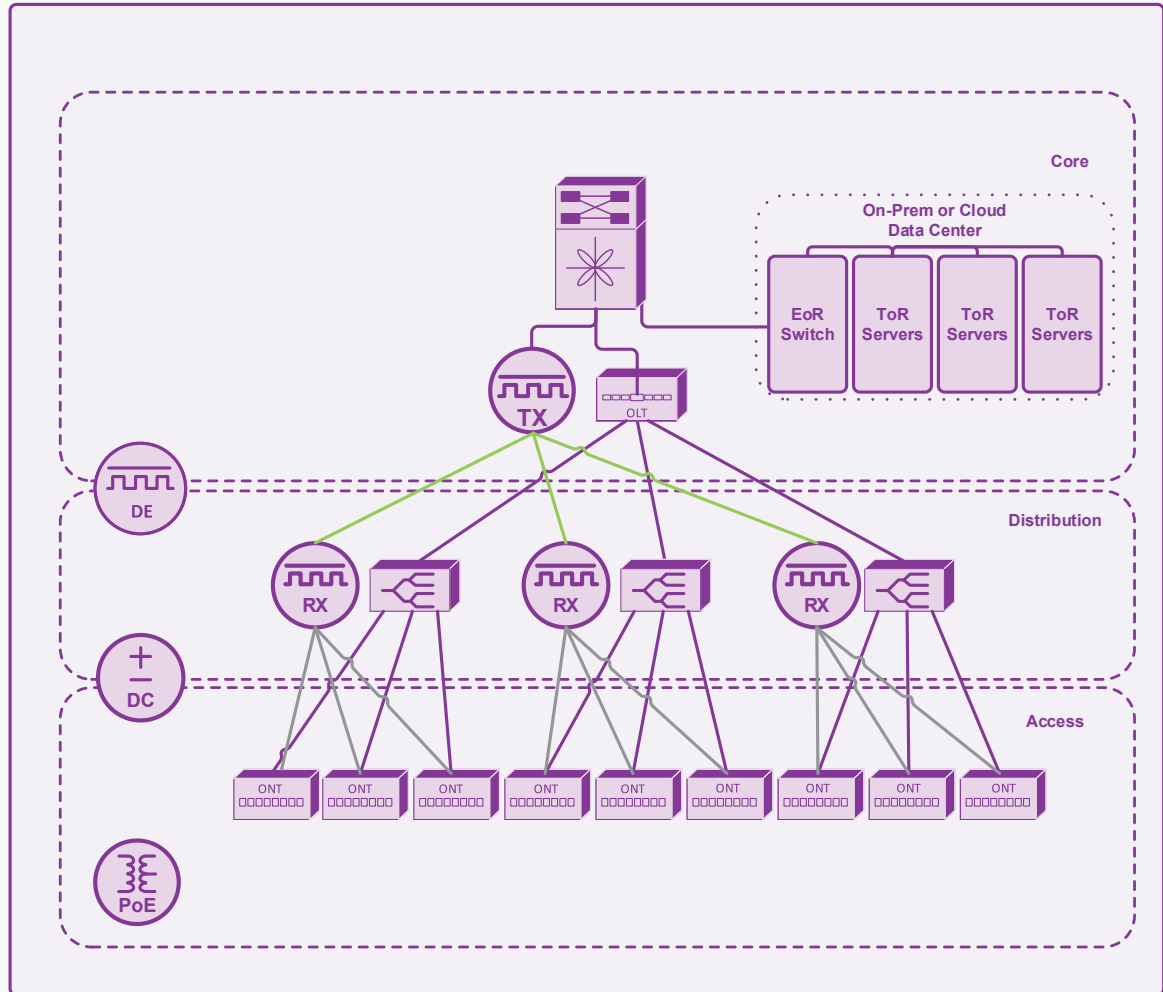 Core
On-Prem or Cloud
Data Center
EoR
Switch
ToR
Servers
ToR
Servers
ToR
Servers
TX
OLT
DE
Distribution
RX
RX
RX
DC
Access
ONT
ONT
ONT
ONT
ONT
ONT
ONT
ONT
ONT
PoE